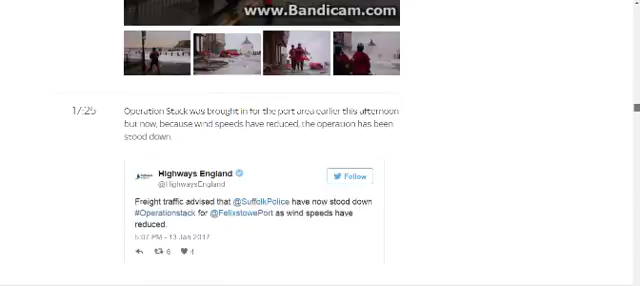 www.Bandicam.com
17:25
Operation Stack was brought in for the port area earlier this afternoon
but now, because wind speeds have reduced, the operation has been
stood down.
Highways England
Follow
@HighwaysEngland
Freight traffic advised that @SuffolkPolice have now stood down
#Operationstack for @FelixstowePort as wind speeds have
reduced.
5:07 PM - 13 Jan 2017
6 4